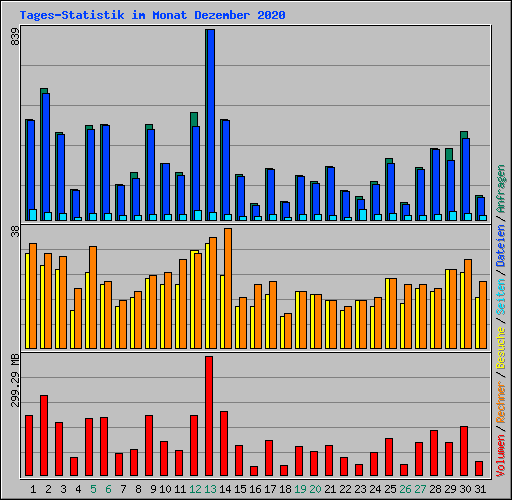 Tages-Statistik im Monat Dezember 2020
839
38
299.29 MB
Volumen / Rechner / Besuche / Seiten / Dateien / Anfragen
1 2 3 4 5 6 7 8 9 10 11 12 13 14 15 16 17 18 19 20 21 22 23 24 25 26 27 28 29 30 31